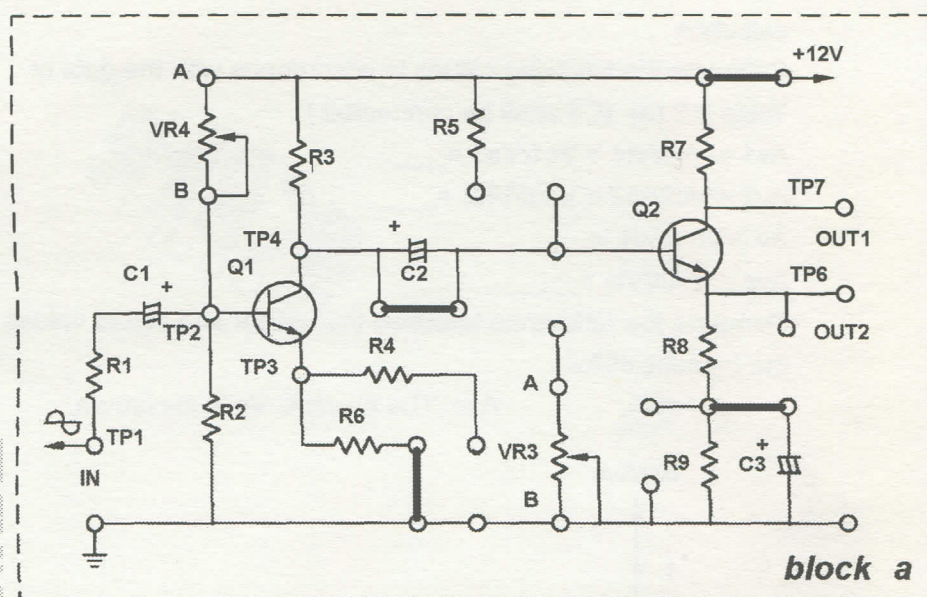 +12V
A
VR4
R3
R5
R7
B
TP7
Q2
TP4
+
OUT1
C1
+
Q1
C2
TP6
TP2
R4
OUT2
TP3
R8
R1
R2
R6
A
+
TP1
VR3
R9
C3
IN
B
block a